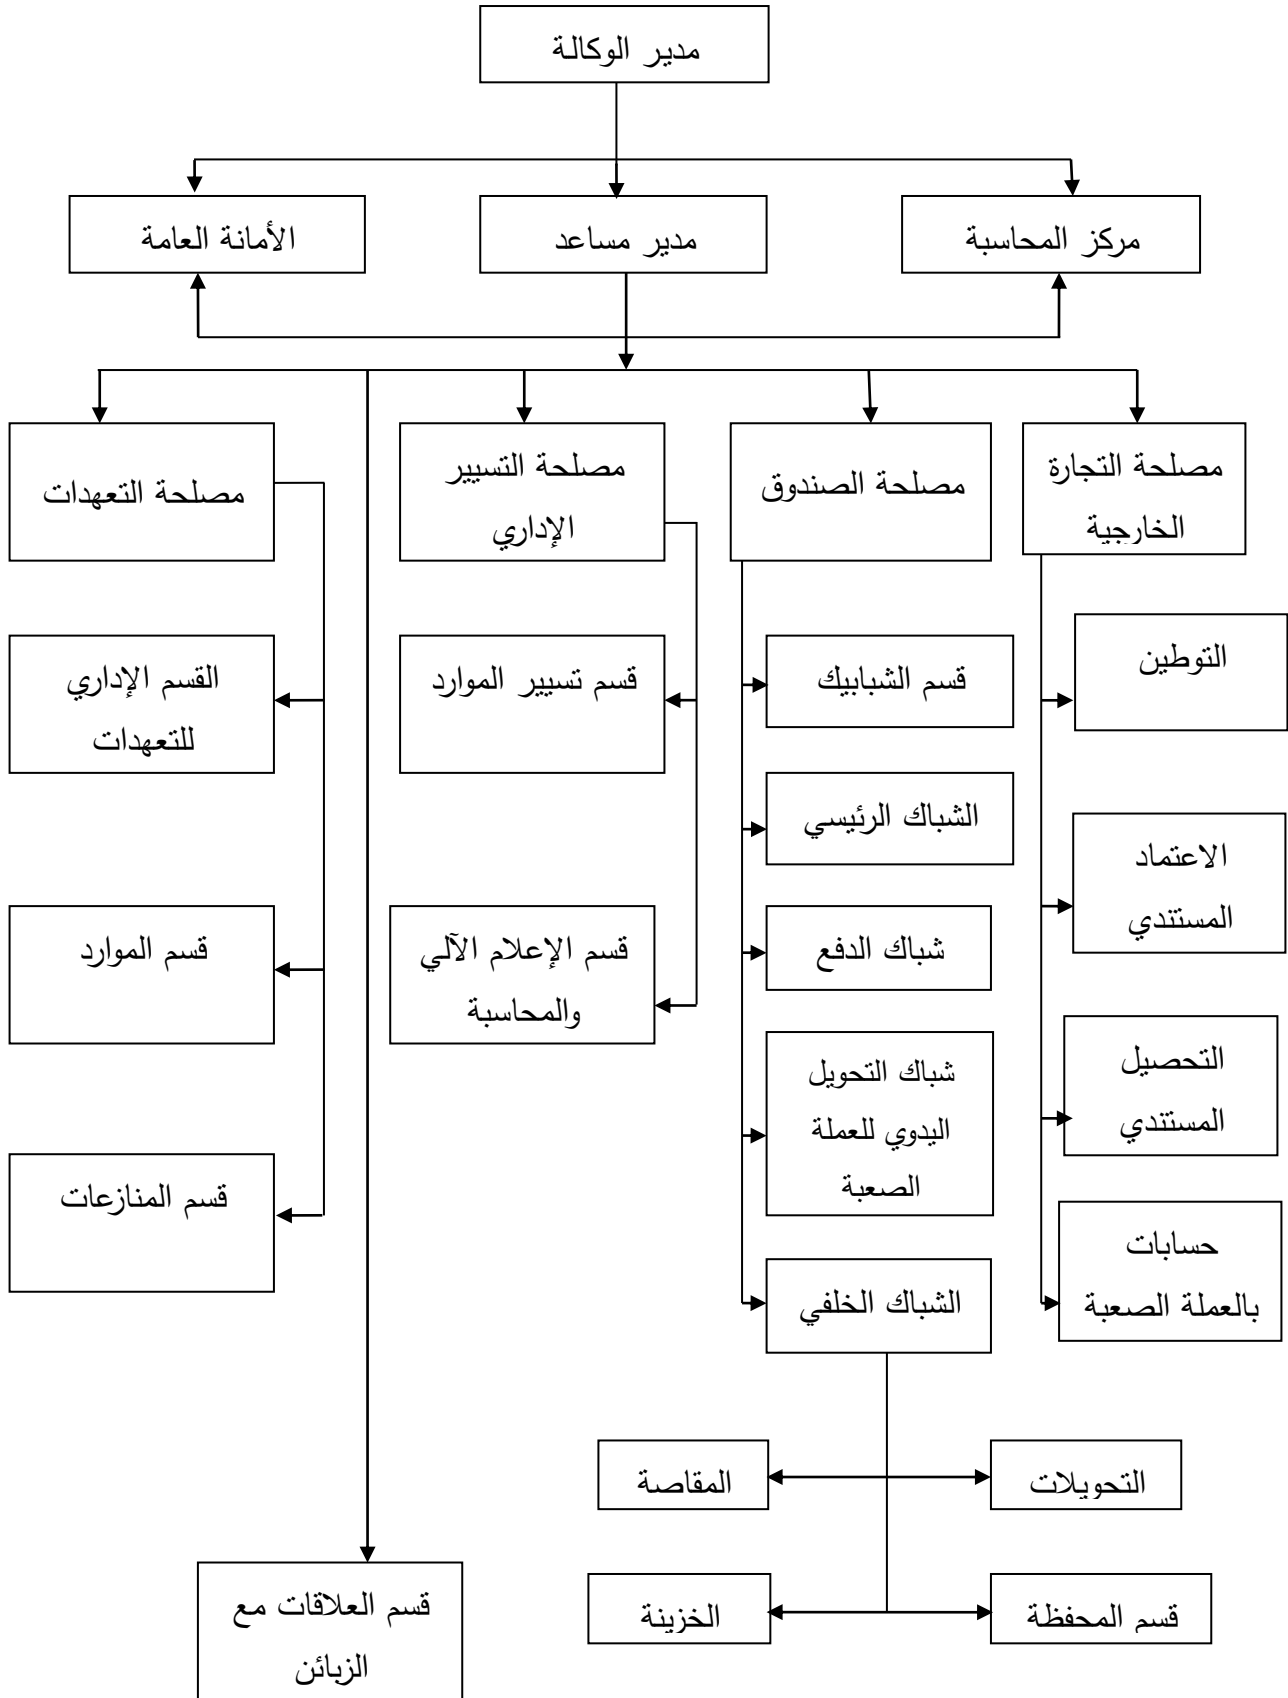 مدير الوكالة
مركز المحاسبة
مدير مساعد
الأمانة العامة
مصلحة التجارة
الخارجية
مصلحة الصندوق
مصلحة التسيير
الإداري
مصلحة التعهدات
التوطين
الاعتماد
المستندي
التحصيل
المستندي
حسابات
بالعملة الصعبة
قسم الشبابيك
الشباك الرئيسي
شباك الدفع
شباك التحويل
اليدوي للعملة
الصعبة
الشباك الخلفي
التحويلات
المقاصة
قسم المحفظة
الخزينة
قسم تسيير الموارد
قسم الإعلام الآلي
والمحاسبة
القسم الإداري
للتعهدات
قسم الموارد
قسم المنازعات
قسم العلاقات مع
الزبائن